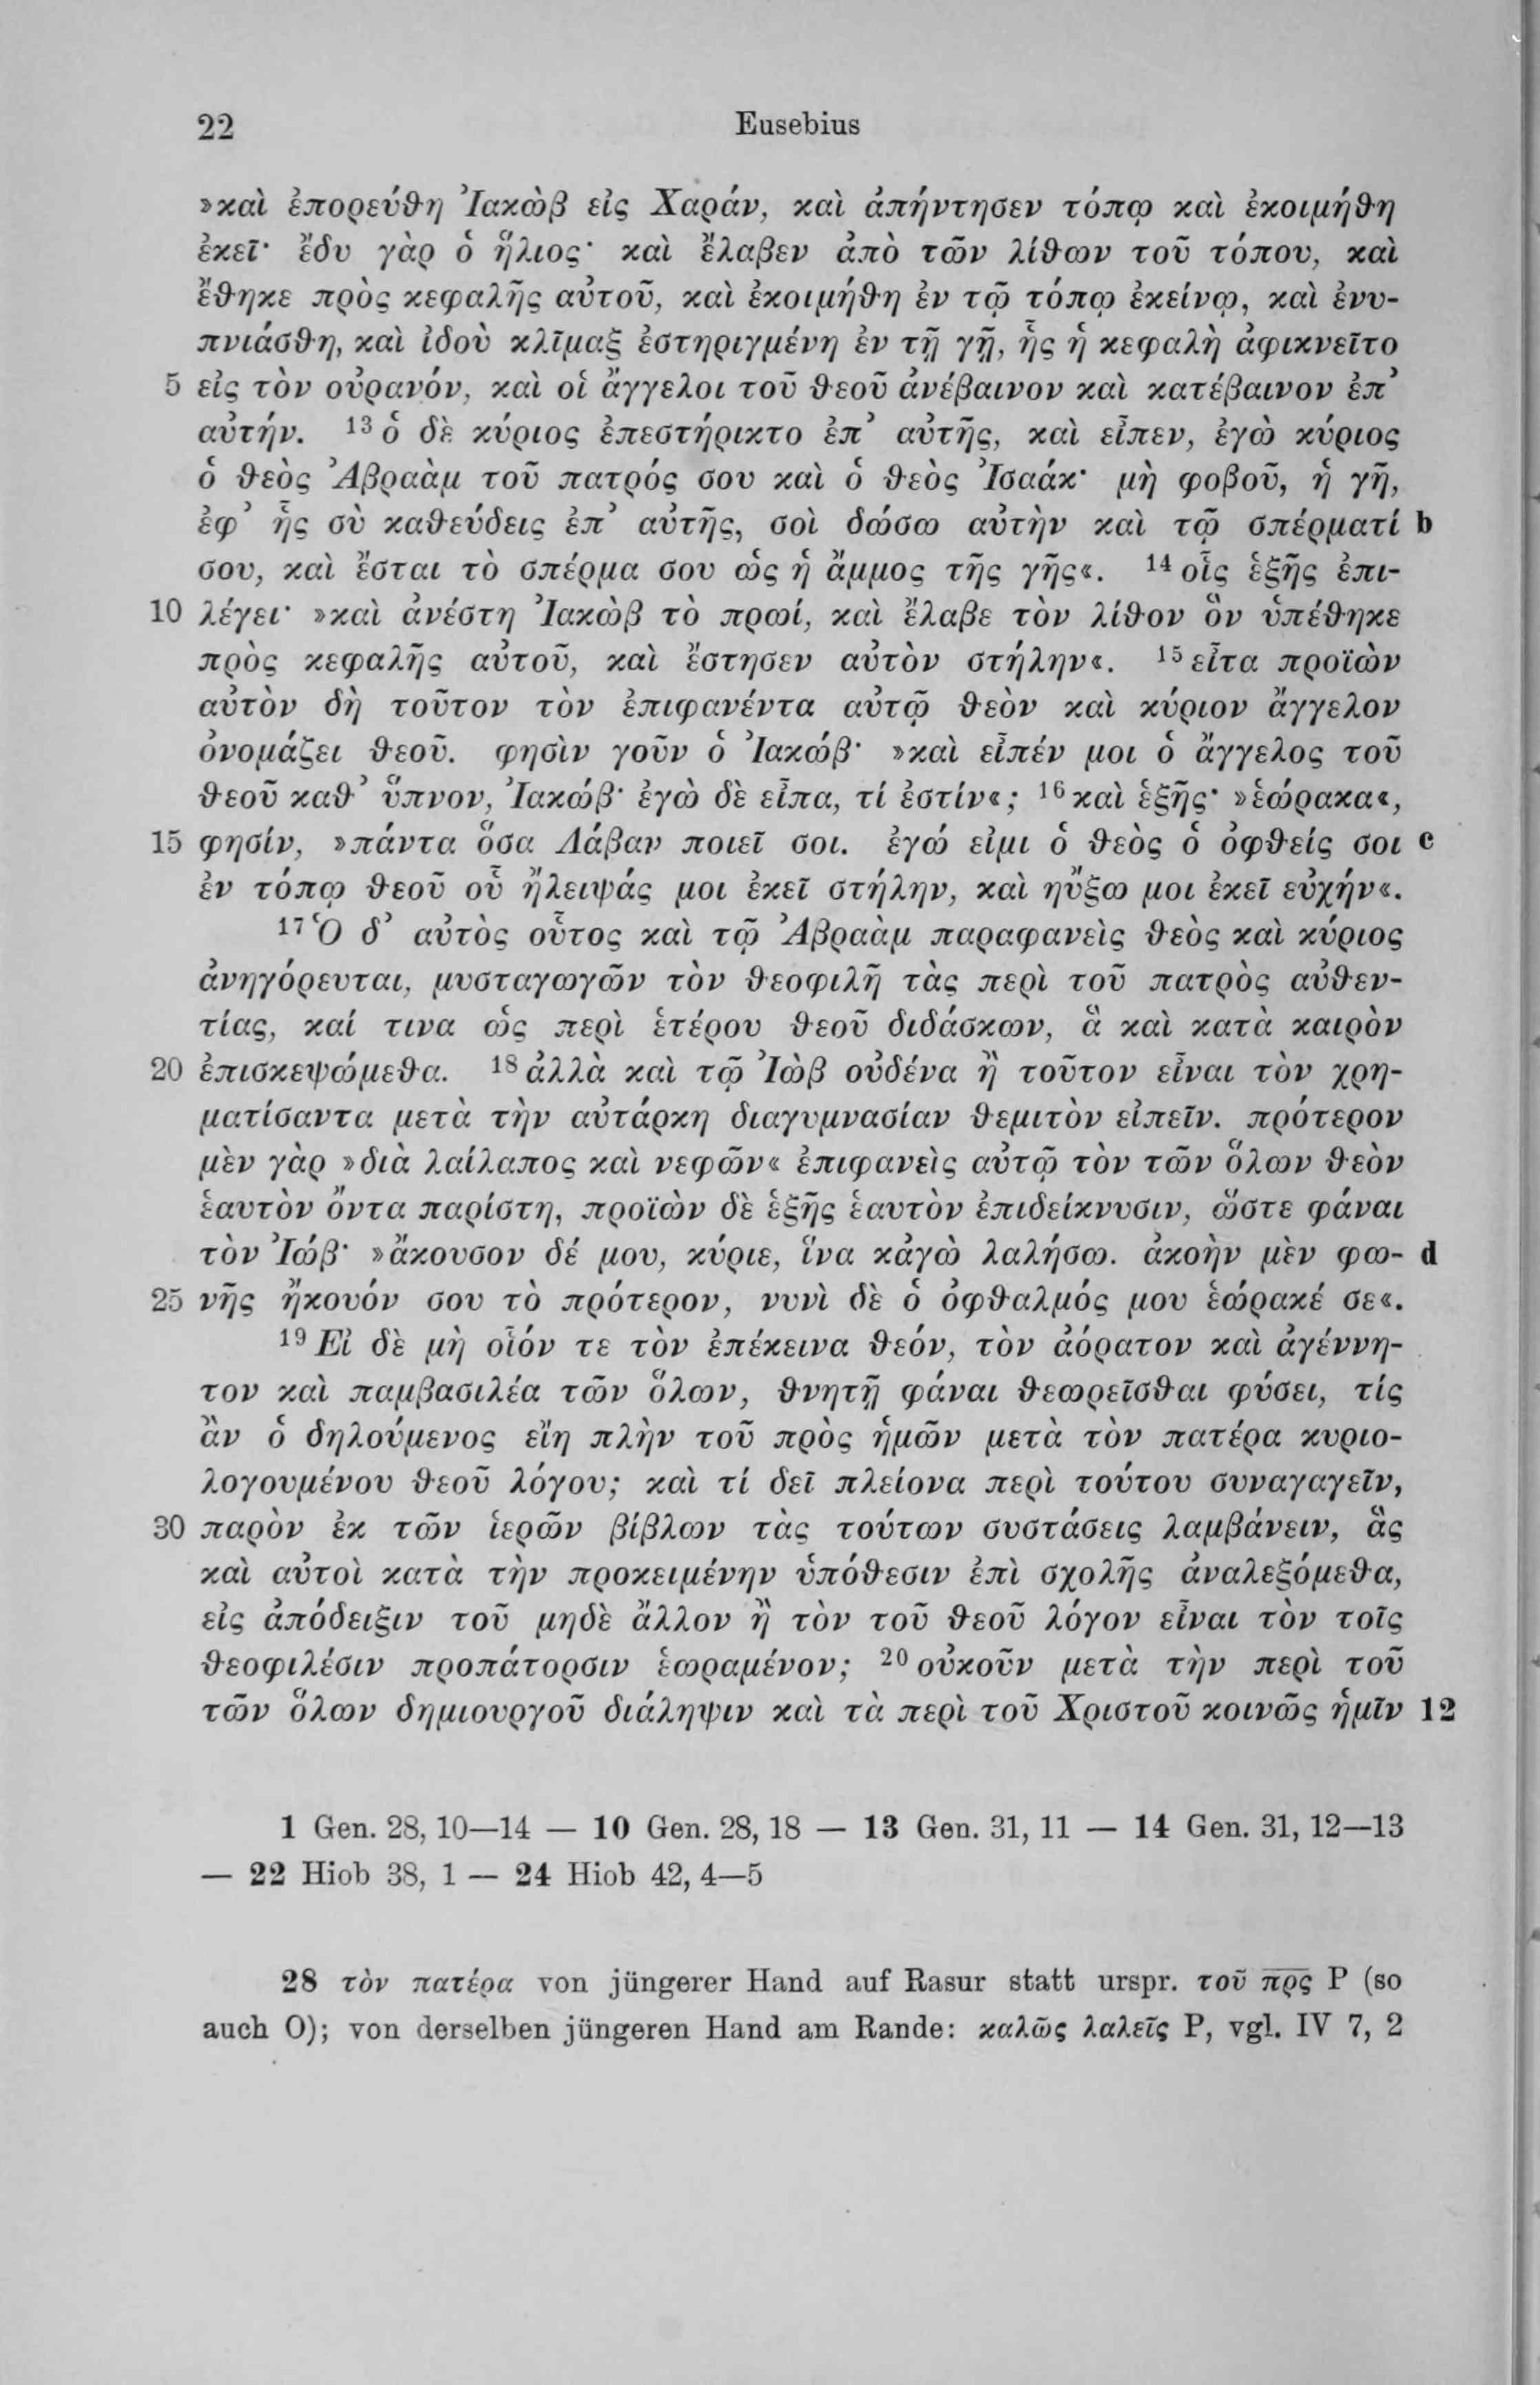 22 Eusebius
»καὶ ἐπορεύθη Ἰακὼβ εἰς Χαράν, καὶ ἀπήντησεν τόπῳ καὶ ἐκοιμήθη
ἐκεῖ· ἔδυ γὰρ ὁ ἥλιος· καὶ ἔλαβεν ἀπὸ τῶν λίθων τοῦ τόπου, καὶ
ἔθηκε πρὸς κεφαλῆς αὐτοῦ, καὶ ἐκοιμήθη ἐν τῷ τόπῳ ἐκείνῳ, καὶ ἐνυ-
πνιάσθη, καὶ ἰδοὺ κλῖμαξ ἐστηριγμένη ἐν τῇ γῇ, ἧς ἡ κεφαλὴ ἀφικνεῖτο
5 εἰς τὸν οὐρανόν, καὶ οἱ ἄγγελοι τοῦ θεοῦ ἀνέβαινον καὶ κατέβαινον ἐπ᾽
αὐτήν. 13 ὁ δὲ κύριος ἐπεστήρικτο ἐπ᾽ αὐτῆς, καὶ εἶπεν, ἐγὼ κύριος
ὁ θεὸς Ἀβραὰμ τοῦ πατρός σου καὶ ὁ θεὸς Ἰσαάκ· μὴ φοβοῦ, ἡ γῆ,
ἐφ᾽ ἧς σὺ καθεύδεις ἐπ᾽ αὐτῆς, σοὶ δώσω αὐτὴν καὶ τῷ σπέρματί b
σου, καὶ ἔσται τὸ σπέρμα σου ὡς ἡ ἄμμος τῆς γῆς«. 14 οἷς ἑξῆς ἐπι-
10 λέγει· »καὶ ἀνέστη Ἰακὼβ τὸ πρωί, καὶ ἔλαβε τὸν λίθον ὃν ὑπέθηκε
πρὸς κεφαλῆς αὐτοῦ, καὶ ἔστησεν αὐτὸν στήλην«. 15 εἶτα προϊὼν
αὐτὸν δὴ τοῦτον τὸν ἐπιφανέντα αὐτῷ θεὸν καὶ κύριον ἄγγελον
ὀνομάζει θεοῦ. φησὶν γοῦν ὁ Ἰακώβ· »καὶ εἶπέν μοι ὁ ἄγγελος τοῦ
θεοῦ καθ᾽ ὕπνον, Ἰακώβ· ἐγὼ δὲ εἶπα, τί ἐστίν«; 16 καὶ ἑξῆς· »ἑώρακα«,
15 φησίν, »πάντα ὅσα Λάβαν ποιεῖ σοι. ἐγώ εἰμι ὁ θεὸς ὁ ὀφθείς σοι c
ἐν τόπῳ θεοῦ οὗ ἤλειψάς μοι ἐκεῖ στήλην, καὶ ηὔξω μοι ἐκεῖ εὐχήν«.
17 Ὁ δ᾽ αὐτὸς οὗτος καὶ τῷ Ἀβραὰμ παραφανεὶς θεὸς καὶ κύριος
ἀνηγόρευται, μυσταγωγῶν τὸν θεοφιλῆ τὰς περὶ τοῦ πατρὸς αὐθεν-
τίας, καί τινα ὡς περὶ ἑτέρου θεοῦ διδάσκων, ἃ καὶ κατὰ καιρὸν
20 ἐπισκεψώμεθα. 18 ἀλλὰ καὶ τῷ Ἰὼβ οὐδένα ἢ τοῦτον εἶναι τὸν χρη-
ματίσαντα μετὰ τὴν αὐτάρκη διαγυμνασίαν θεμιτὸν εἰπεῖν. πρότερον
μὲν γὰρ »διὰ λαίλαπος καὶ νεφῶν« ἐπιφανεὶς αὐτῷ τὸν τῶν ὅλων θεὸν
ἑαυτὸν ὄντα παρίστη, προϊὼν δὲ ἑξῆς ἑαυτὸν ἐπιδείκνυσιν, ὥστε φάναι
τὸν Ἰώβ· »ἄκουσον δέ μου, κύριε, ἵνα κἀγὼ λαλήσω. ἀκοὴν μὲν φω- d
25 νῆς ἤκουόν σου τὸ πρότερον, νυνὶ δὲ ὁ ὀφθαλμός μου ἑώρακέ σε«.
19 Εἰ δὲ μὴ οἷόν τε τὸν ἐπέκεινα θεόν, τὸν ἀόρατον καὶ ἀγέννη-
τον καὶ παμβασιλέα τῶν ὅλων, θνητῇ φάναι θεωρεῖσθαι φύσει, τίς
ἂν ὁ δηλούμενος εἴη πλὴν τοῦ πρὸς ἡμῶν μετὰ τὸν πατέρα κυριο-
λογουμένου θεοῦ λόγου; καὶ τί δεῖ πλείονα περὶ τούτου συναγαγεῖν,
30 παρὸν ἐκ τῶν ἱερῶν βίβλων τὰς τούτων συστάσεις λαμβάνειν, ἃς
καὶ αὐτοὶ κατὰ τὴν προκειμένην ὑπόθεσιν ἐπὶ σχολῆς ἀναλεξόμεθα,
εἰς ἀπόδειξιν τοῦ μηδὲ ἄλλον ἢ τὸν τοῦ θεοῦ λόγον εἶναι τὸν τοῖς
θεοφιλέσιν προπάτορσιν ἑωραμένον; 20 οὐκοῦν μετὰ τὴν περὶ τοῦ
τῶν ὅλων δημιουργοῦ διάληψιν καὶ τὰ περὶ τοῦ Χριστοῦ κοινῶς ἡμῖν 12
1 Gen. 28, 10—14 — 10 Gen. 28, 18 — 13 Gen. 31, 11 — 14 Gen. 31, 12—13
— 22 Hiob 38, 1 — 24 Hiob 42, 4—5
28 τὸν πατέρα von jüngerer Hand auf Rasur statt urspr. τοῦ π̅ρ̅ς̅ P (so
auch O); von derselben jüngeren Hand am Rande: καλῶς λαλεῖς P, vgl. IV 7, 2